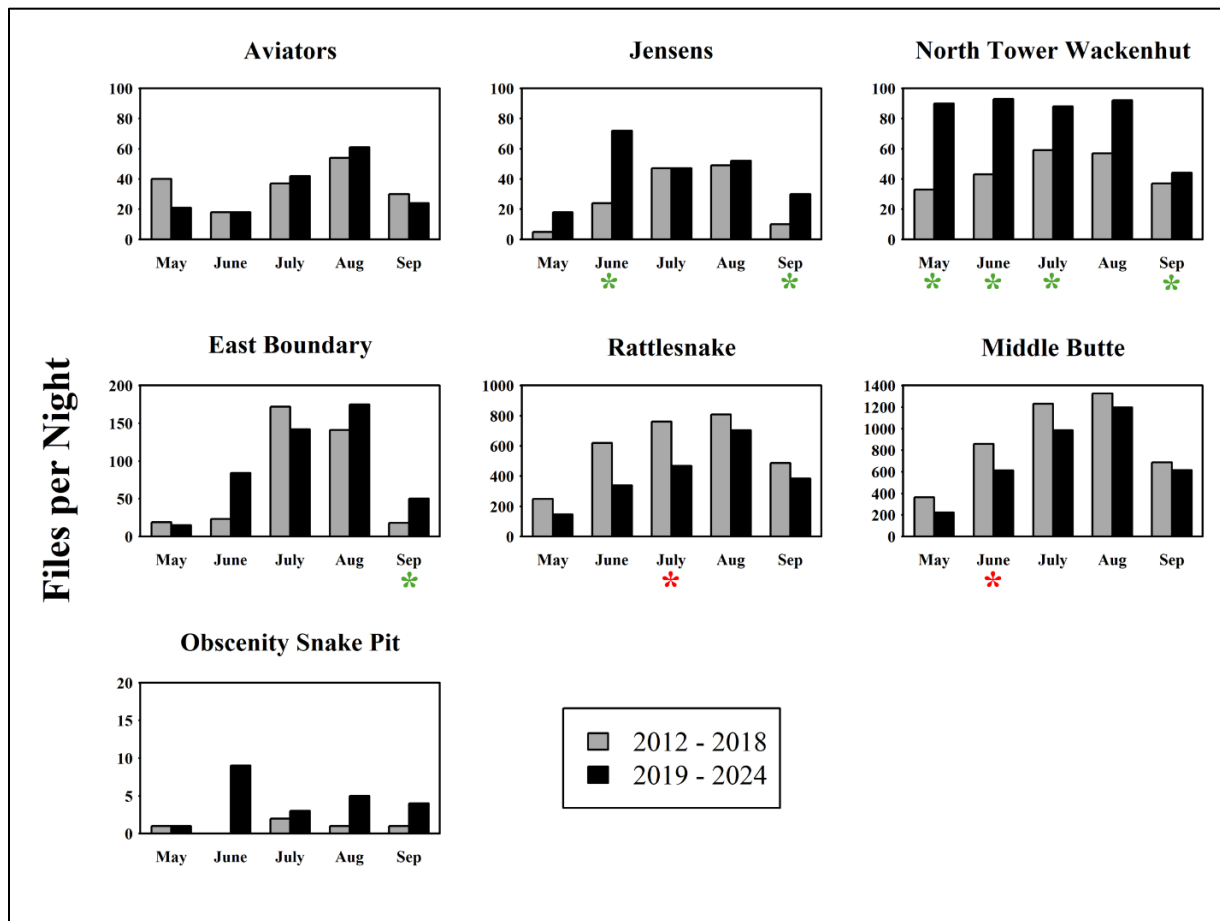 Aviators
100
80
60
40
20
0
May June July Aug Sep
Jensens
100
80
60
40
20
0
May June July Aug Sep
* *
North Tower Wackenhut
100
80
60
40
20
0
May June July Aug Sep
* * * *
Files per Night
East Boundary
200
150
100
50
0
May June July Aug Sep
*
Rattlesnake
1000
800
600
400
200
0
May June July Aug Sep
*
Middle Butte
1400
1200
1000
800
600
400
200
0
May June July Aug Sep
*
Obscenity Snake Pit
20
15
10
5
0
May June July Aug Sep
2012 - 2018
2019 - 2024